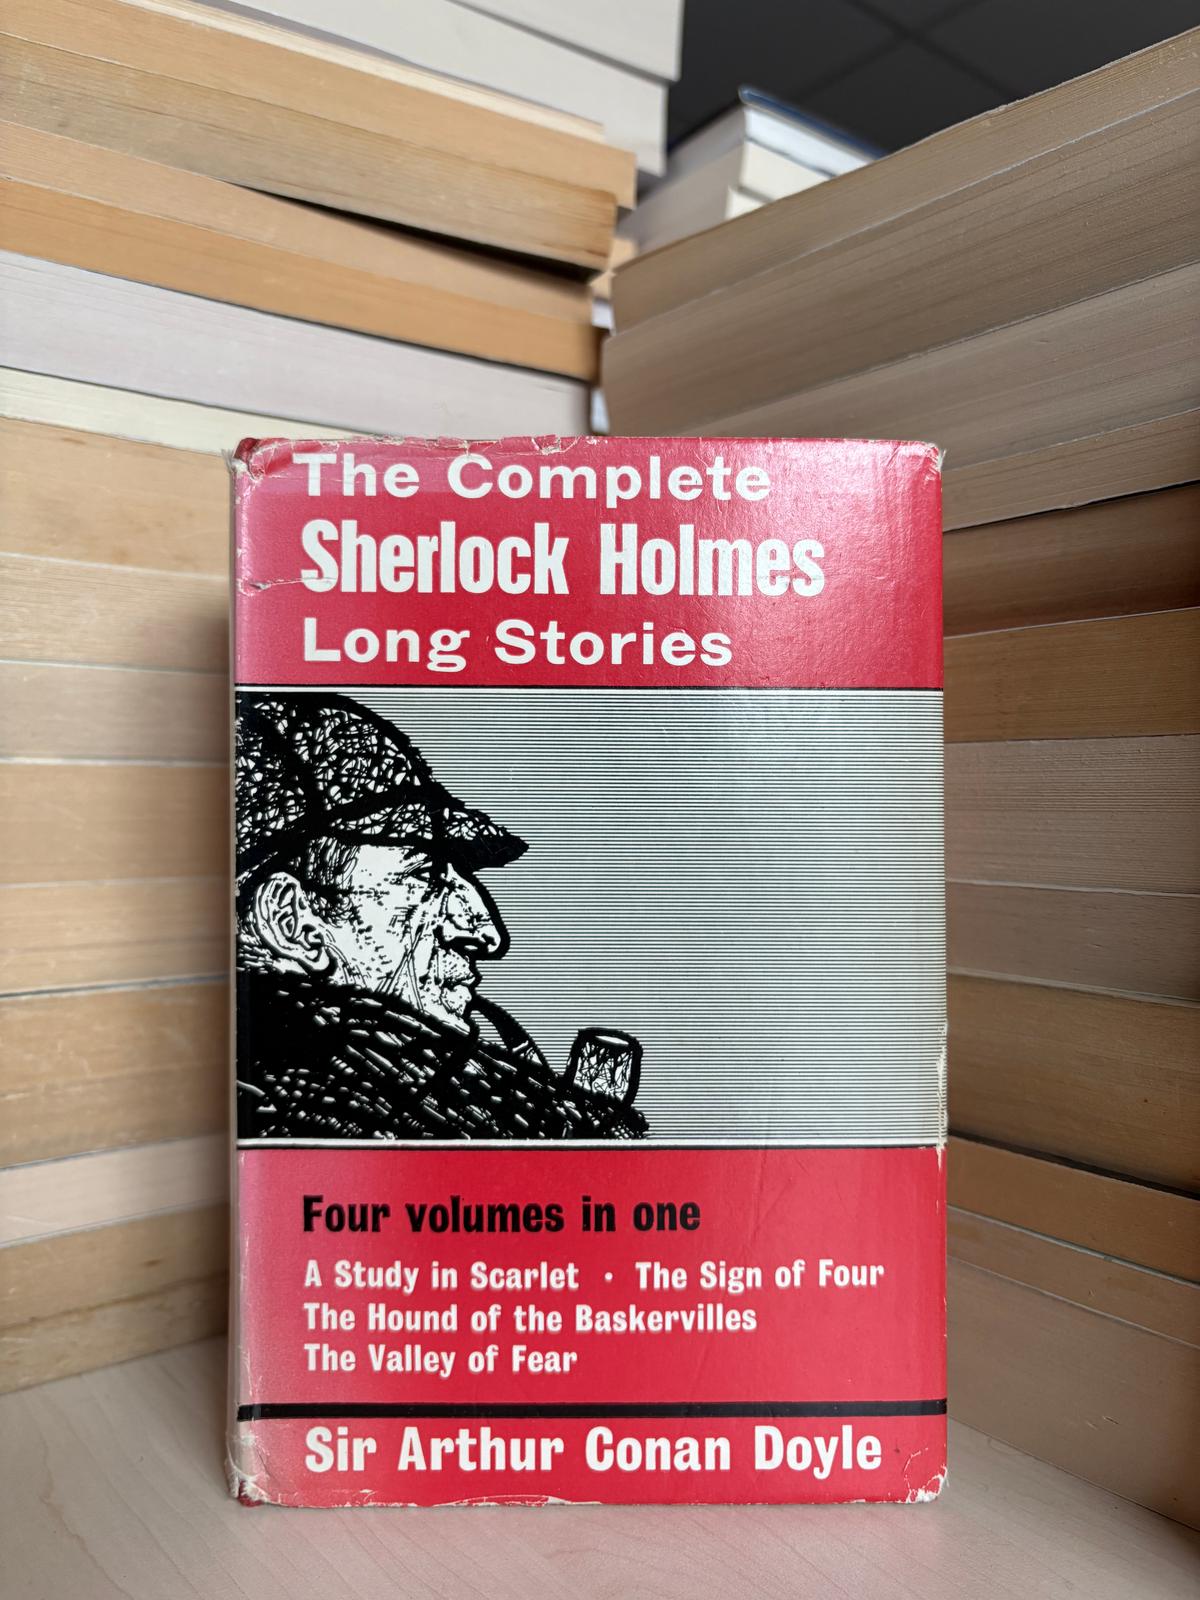 The Complete
Sherlock Holmes
Long Stories
Four volumes in one
A Study in Scarlet • The Sign of Four
The Hound of the Baskervilles
The Valley of Fear
Sir Arthur Conan Doyle